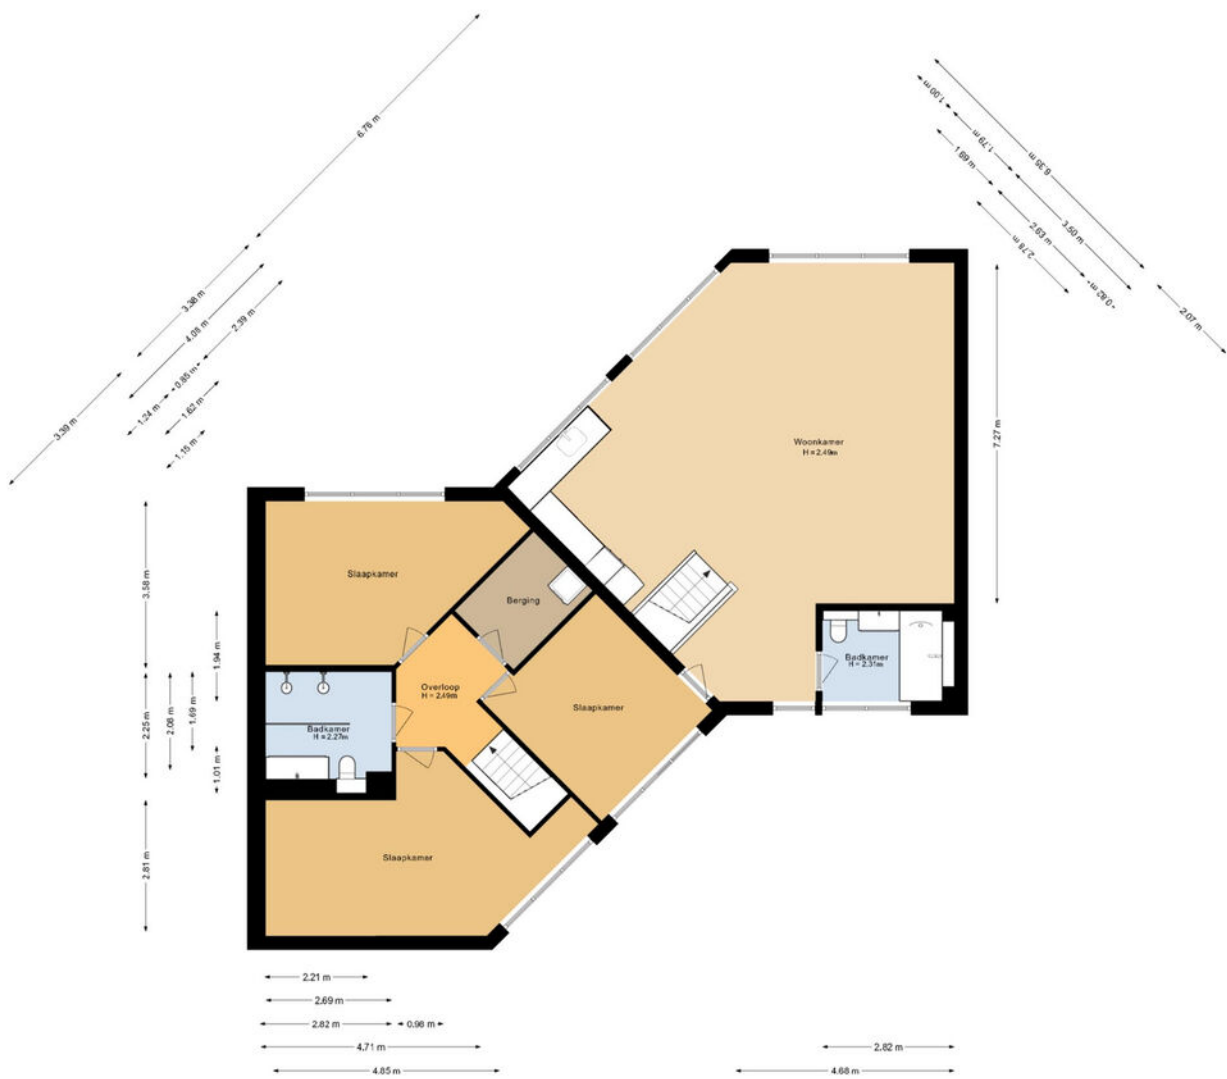 6.76 m
6.35 m
1.00 m
1.79 m
1.69 m
3.50 m
2.63 m
2.78 m
0.82 m
2.07 m
3.38 m
4.08 m
2.39 m
0.85 m
1.24 m
1.62 m
1.15 m
3.39 m
Woonkamer
H = 2.49m
7.27 m
3.58 m
Slaapkamer
Berging
1.94 m
Badkamer
H = 2.31m
Overloop
H = 2.49m
2.25 m
2.08 m
1.69 m
Slaapkamer
Badkamer
H = 2.27m
1.01 m
2.81 m
Slaapkamer
2.21 m
2.69 m
2.82 m
0.98 m
4.71 m
2.82 m
4.85 m
4.68 m